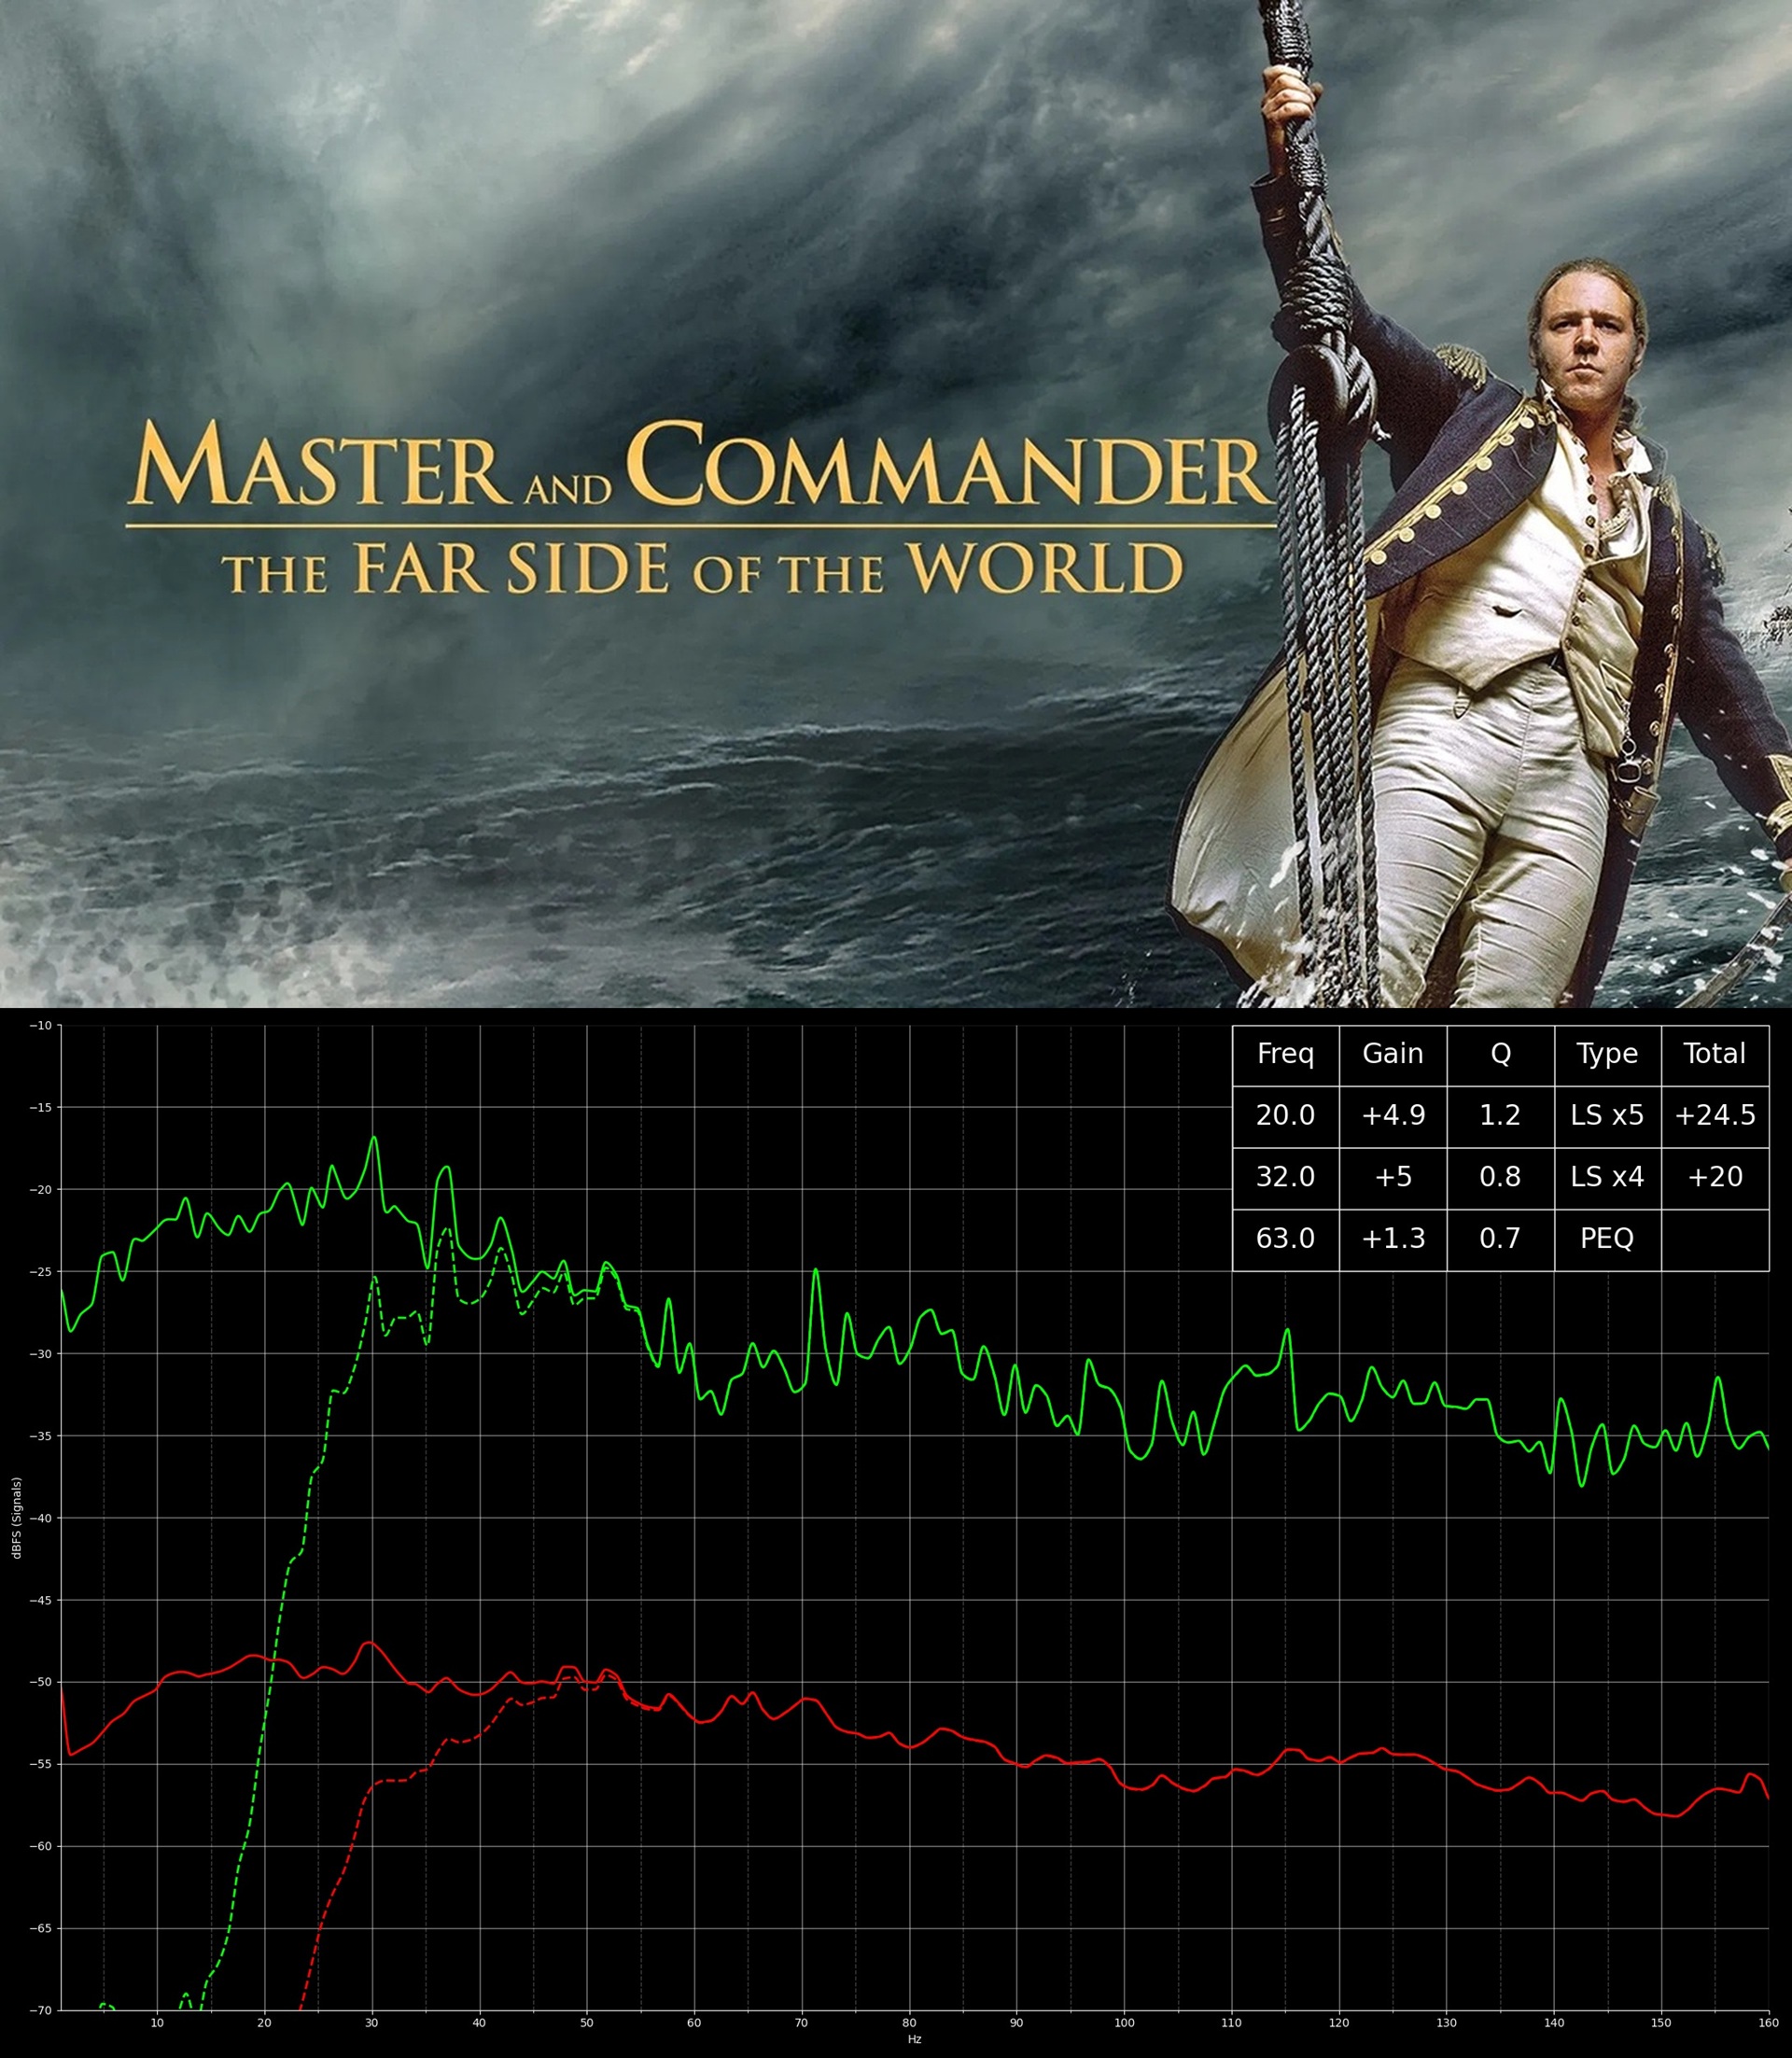 MASTER AND COMMANDER
THE FAR SIDE OF THE WORLD
Freq Gain Q Type Total
20.0 +4.9 1.2 LS x5 +24.5
32.0 +5 0.8 LS x4 +20
63.0 +1.3 0.7 PEQ
−10
−15
−20
−25
−30
−35
−40
−45
−50
−55
−60
−65
−70
dBFS (Signals)
10 20 30 40 50 60 70 80 90 100 110 120 130 140 150 160
Hz